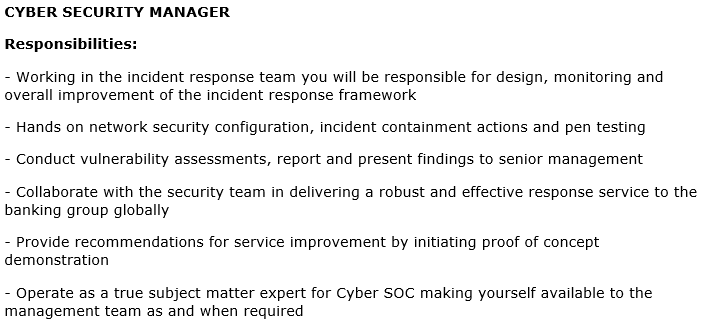 CYBER SECURITY MANAGER
Responsibilities:
- Working in the incident response team you will be responsible for design, monitoring and
overall improvement of the incident response framework
- Hands on network security configuration, incident containment actions and pen testing
- Conduct vulnerability assessments, report and present findings to senior management
- Collaborate with the security team in delivering a robust and effective response service to the
banking group globally
- Provide recommendations for service improvement by initiating proof of concept
demonstration
- Operate as a true subject matter expert for Cyber SOC making yourself available to the
management team as and when required